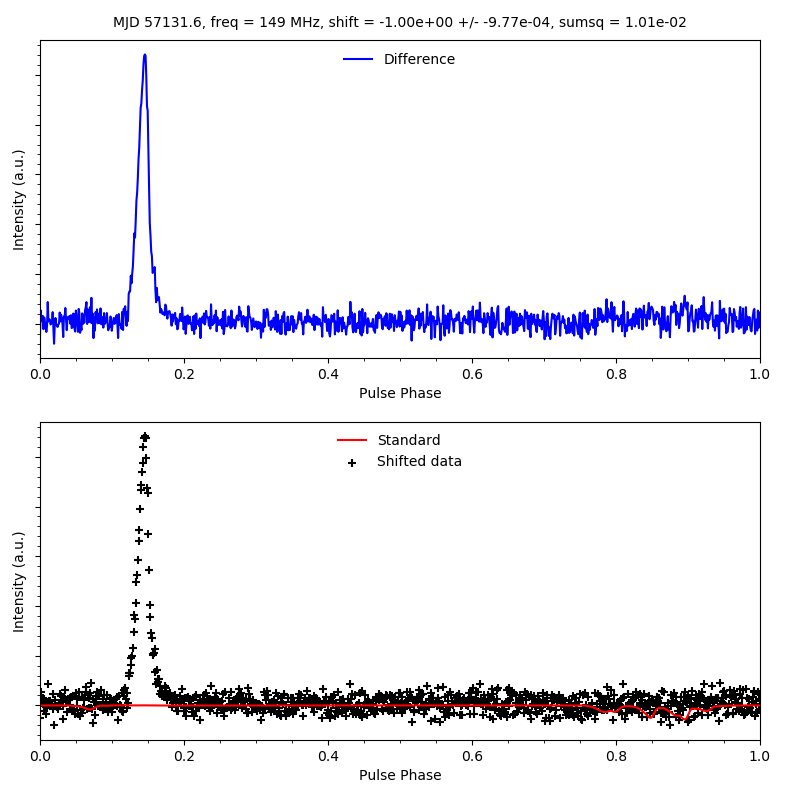 MJD 57131.6, freq = 149 MHz, shift = -1.00e+00 +/- -9.77e-04, sumsq = 1.01e-02
Difference
Intensity (a.u.)
0.0 0.2 0.4 0.6 0.8 1.0
Pulse Phase
Standard
Shifted data
Intensity (a.u.)
0.0 0.2 0.4 0.6 0.8 1.0
Pulse Phase